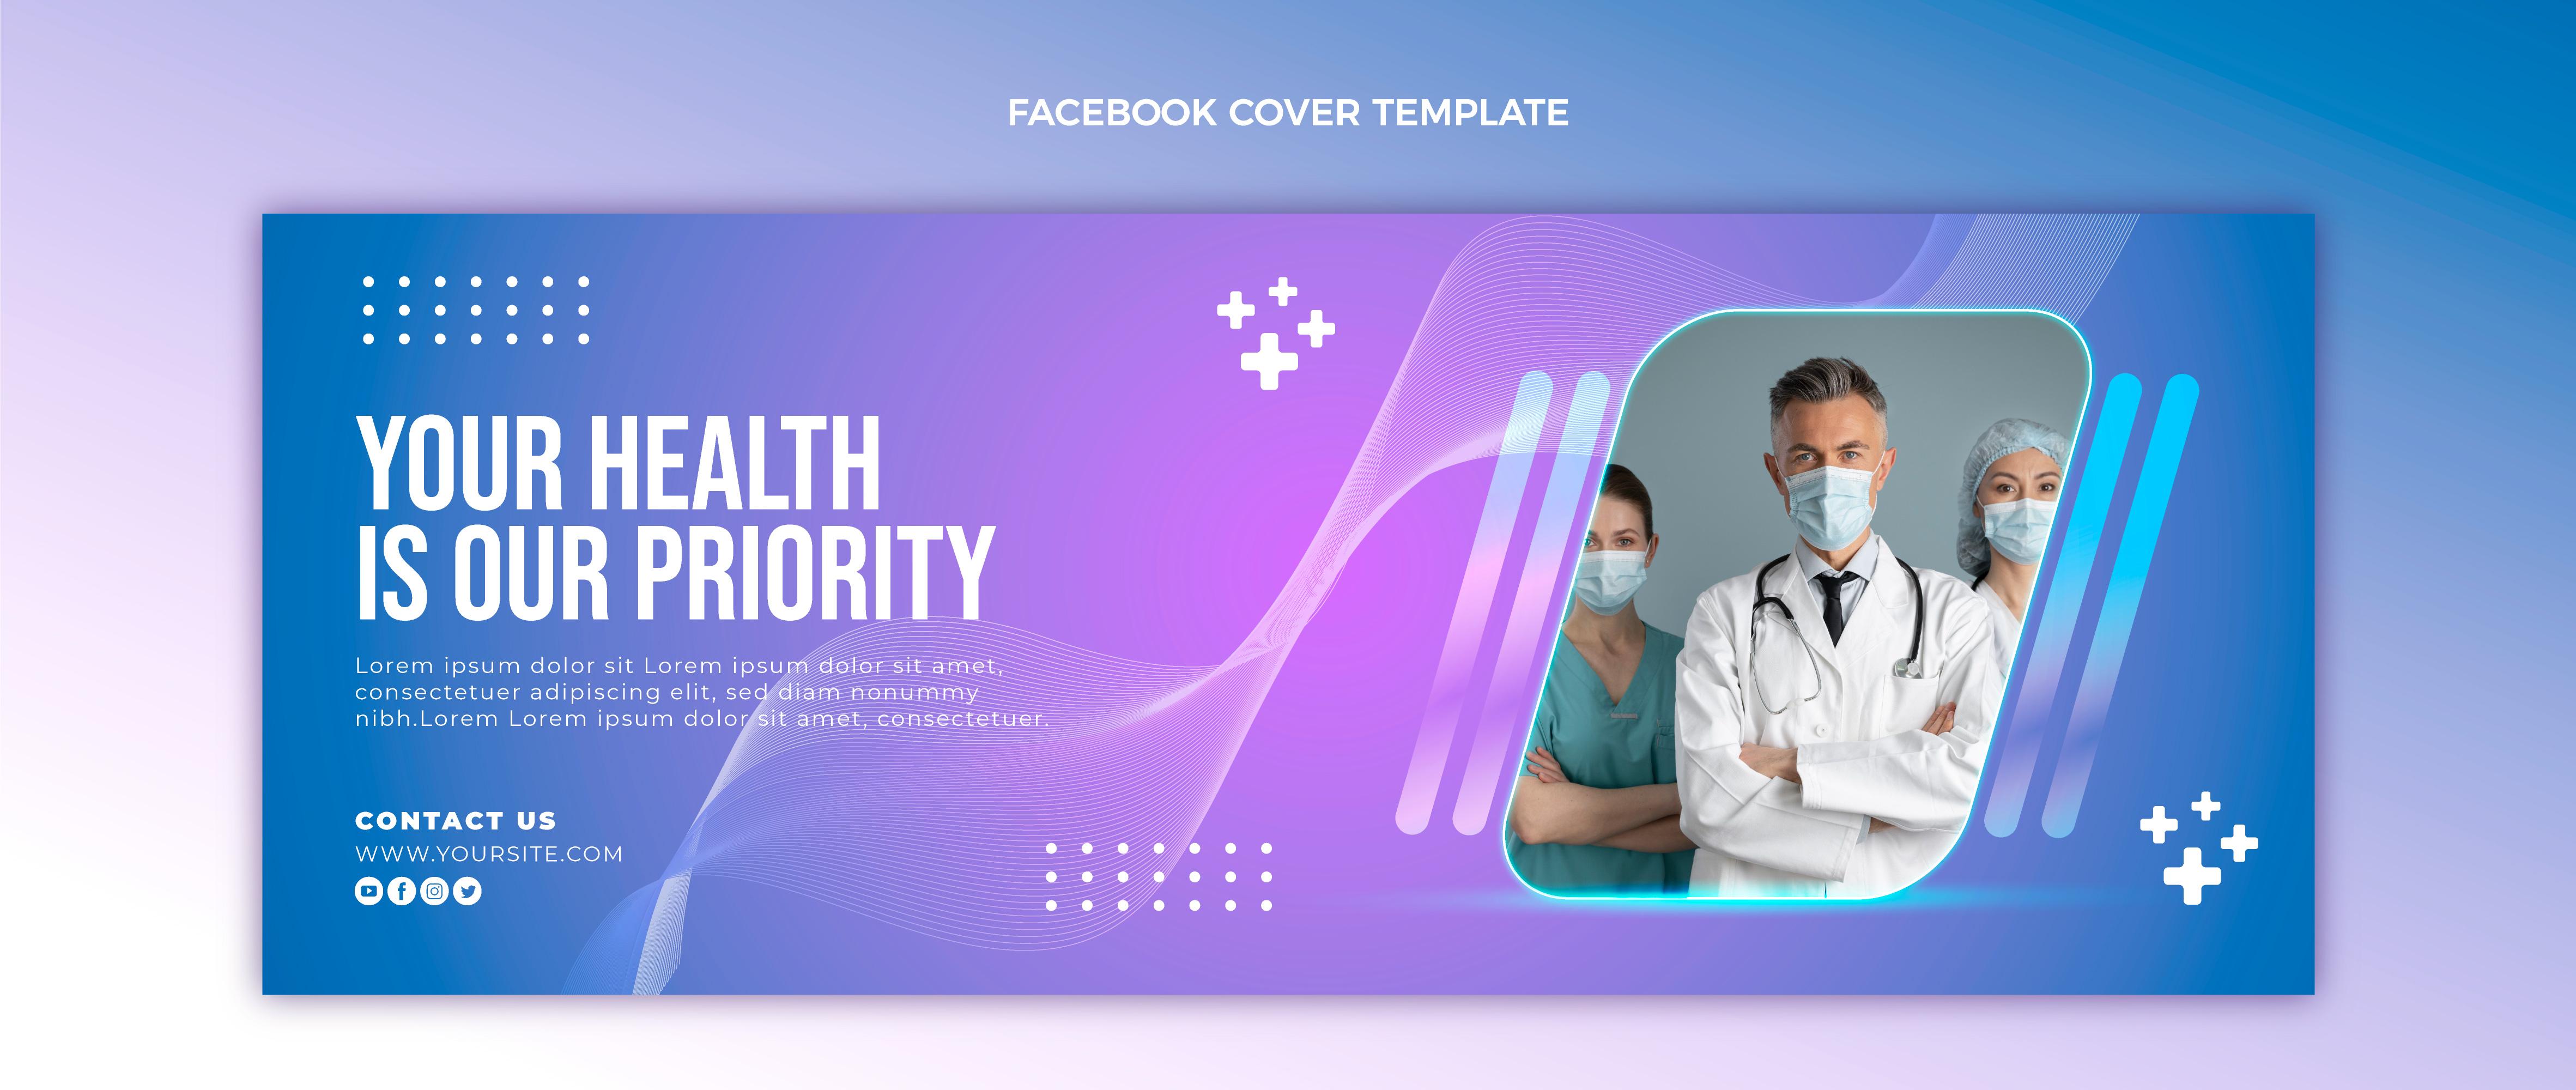 FACEBOOK COVER TEMPLATE
YOUR HEALTH
IS OUR PRIORITY
Lorem ipsum dolor sit Lorem ipsum dolor sit amet,
consectetuer adipiscing elit, sed diam nonummy
nibh.Lorem Lorem ipsum dolor sit amet, consectetuer.
CONTACT US
WWW.YOURSITE.COM